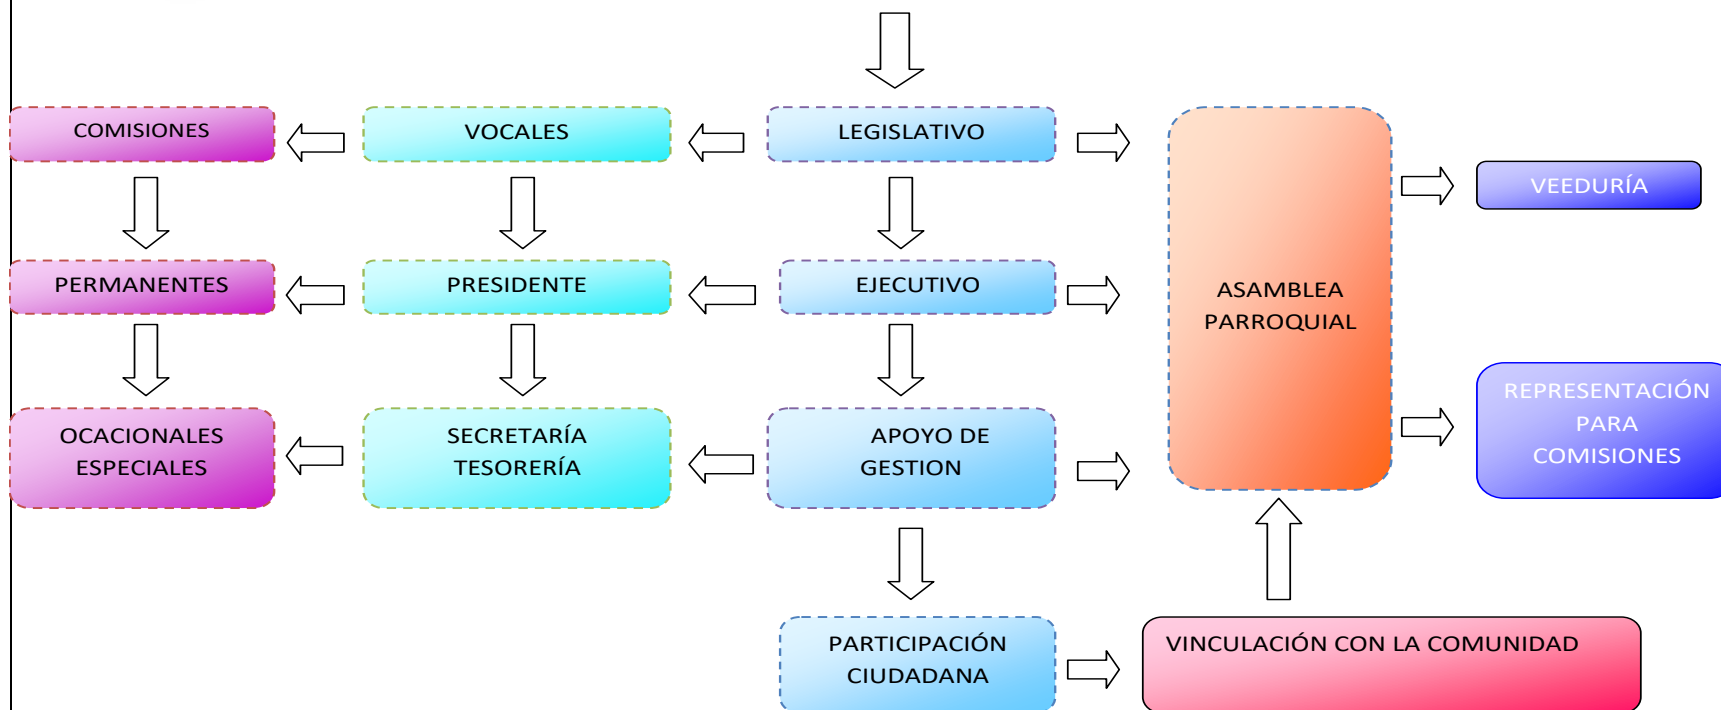 COMISIONES
VOCALES
LEGISLATIVO
VEEDURÍA
PERMANENTES
PRESIDENTE
EJECUTIVO
ASAMBLEA
PARROQUIAL
OCACIONALES
ESPECIALES
SECRETARÍA
TESORERÍA
APOYO DE
GESTION
REPRESENTACIÓN
PARA
COMISIONES
PARTICIPACIÓN
CIUDADANA
VINCULACIÓN CON LA COMUNIDAD